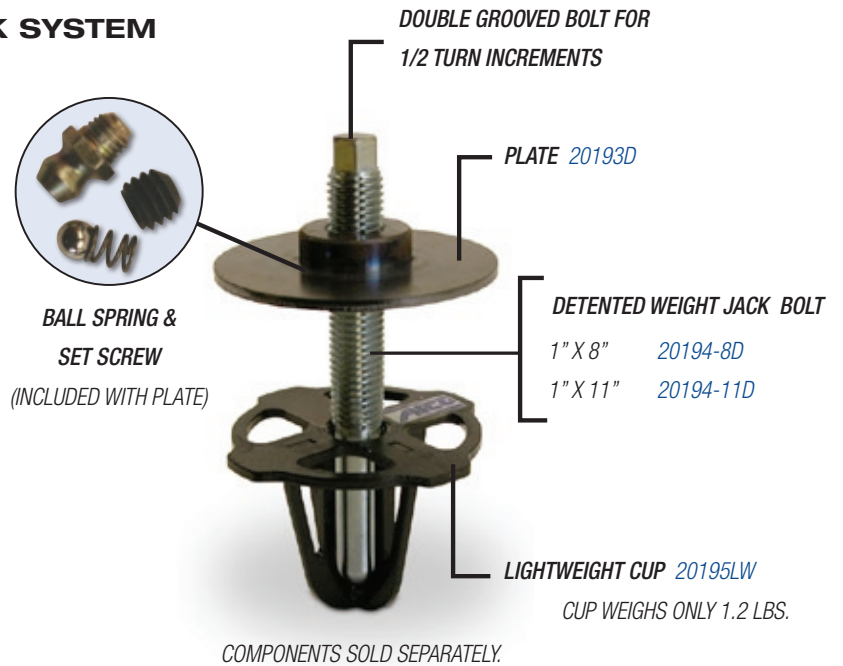 K SYSTEM
DOUBLE GROOVED BOLT FOR
1/2 TURN INCREMENTS
PLATE 20193D
BALL SPRING &
SET SCREW
(INCLUDED WITH PLATE)
DETENTED WEIGHT JACK BOLT
1” X 8” 20194-8D
1” X 11” 20194-11D
AFCO
LIGHTWEIGHT CUP 20195LW
CUP WEIGHS ONLY 1.2 LBS.
COMPONENTS SOLD SEPARATELY.